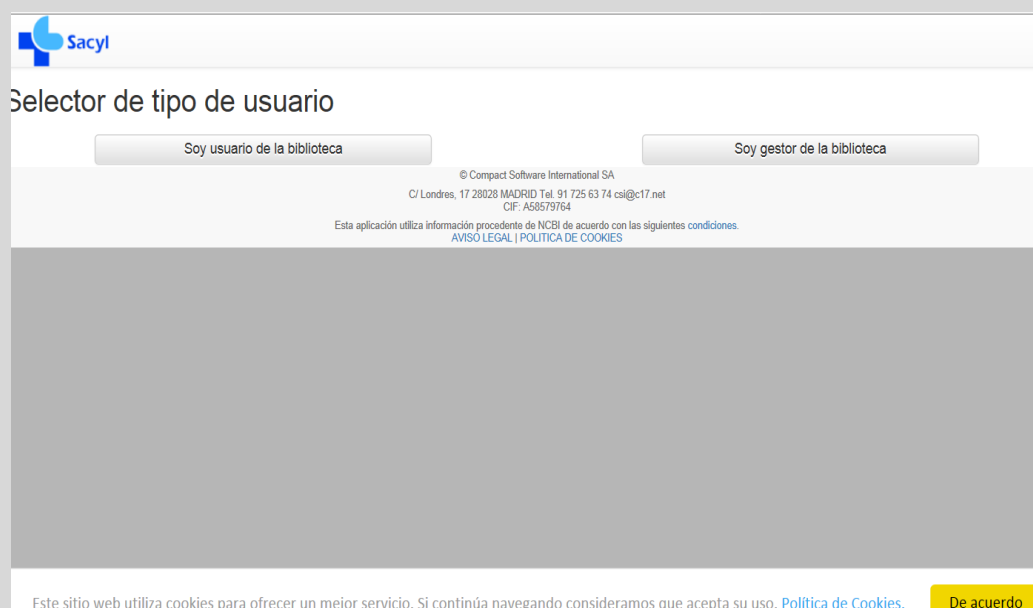 Sacyl
Selector de tipo de usuario
Soy usuario de la biblioteca
Soy gestor de la biblioteca
© Compact Software International SA
C/ Londres, 17 28028 MADRID Tel. 91 725 63 74 csi@c17.net
CIF: A58579764
Esta aplicación utiliza información procedente de NCBI de acuerdo con las siguientes condiciones.
AVISO LEGAL | POLITICA DE COOKIES
Este sitio web utiliza cookies para ofrecer un mejor servicio. Si continúa navegando consideramos que acepta su uso. Política de Cookies.
De acuerdo